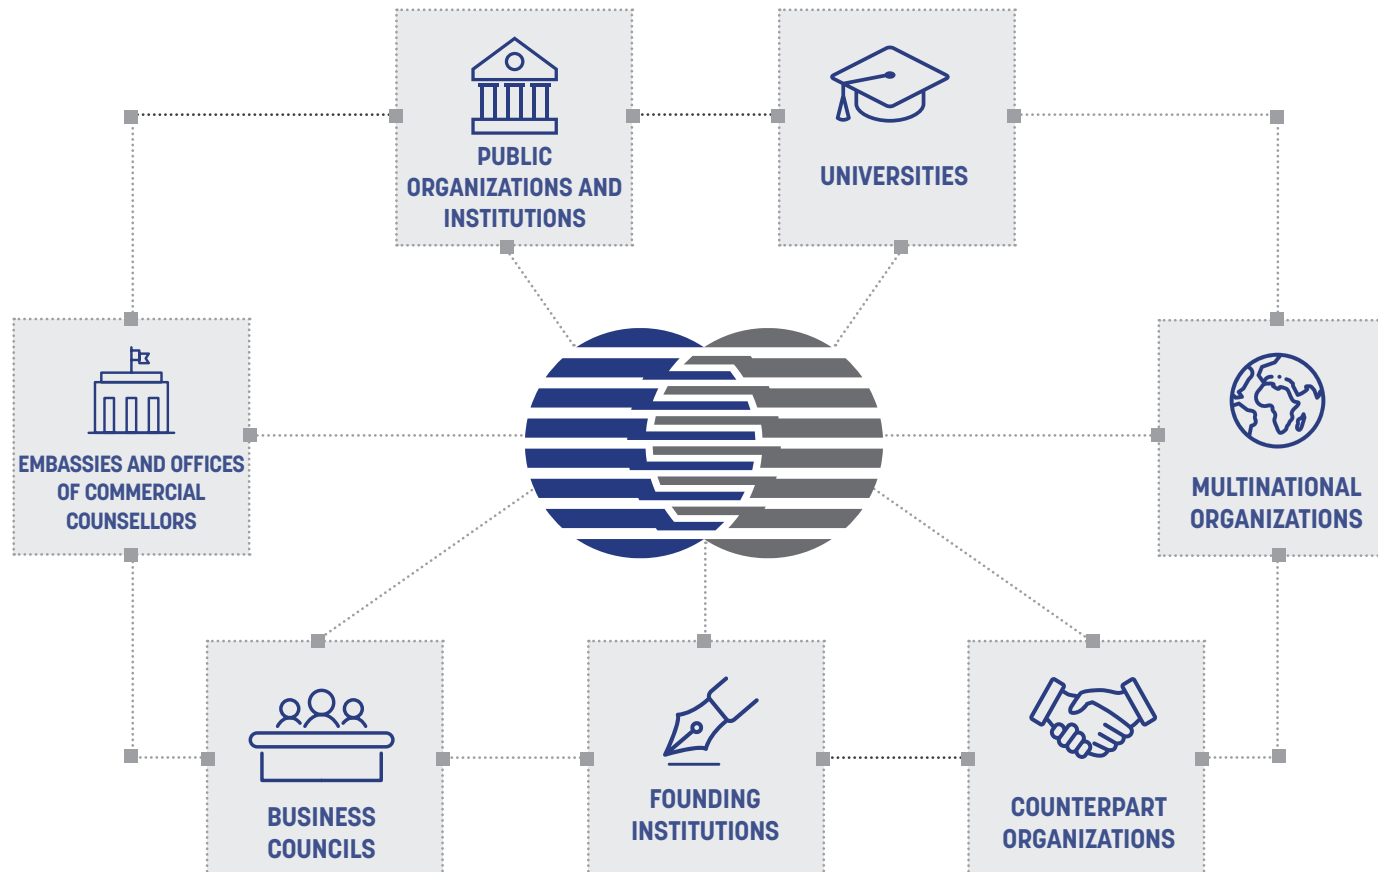 PUBLIC
ORGANIZATIONS AND
INSTITUTIONS
UNIVERSITIES
EMBASSIES AND OFFICES
OF COMMERCIAL
COUNSELLORS
MULTINATIONAL
ORGANIZATIONS
BUSINESS
COUNCILS
FOUNDING
INSTITUTIONS
COUNTERPART
ORGANIZATIONS